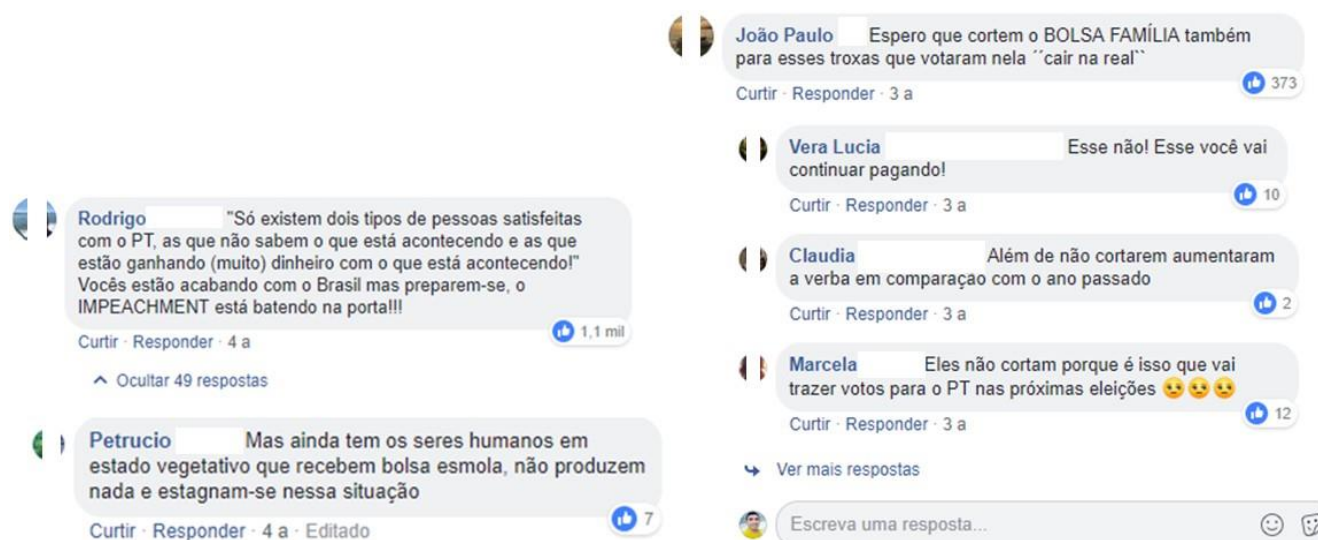 Rodrigo "Só existem dois tipos de pessoas satisfeitas
com o PT, as que não sabem o que está acontecendo e as que
estão ganhando (muito) dinheiro com o que está acontecendo!"
Vocês estão acabando com o Brasil mas preparem-se, o
IMPEACHMENT está batendo na porta!!!
1,1 mil
Curtir · Responder · 4 a
Ocultar 49 respostas
Petrucio Mas ainda tem os seres humanos em
estado vegetativo que recebem bolsa esmola, não produzem
nada e estagnam-se nessa situação
7
Curtir · Responder · 4 a · Editado
João Paulo Espero que cortem o BOLSA FAMÍLIA também
para esses troxas que votaram nela ´´cair na real``
373
Curtir · Responder · 3 a
Vera Lucia Esse não! Esse você vai
continuar pagando!
10
Curtir · Responder · 3 a
Claudia Além de não cortarem aumentaram
a verba em comparaçao com o ano passado
2
Curtir · Responder · 3 a
Marcela Eles não cortam porque é isso que vai
trazer votos para o PT nas próximas eleições 😒😒😒
12
Curtir · Responder · 3 a
Ver mais respostas
Escreva uma resposta...